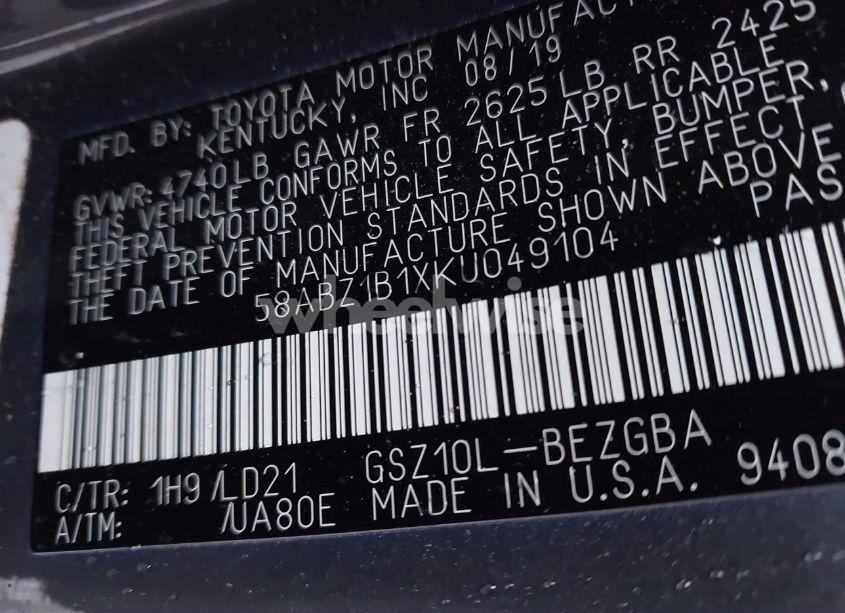 MFD. BY: TOYOTA MOTOR MANUFAC
KENTUCKY, INC 08/19
GVWR: 4740LB GAWR FR 2625LB RR 2425
THIS VEHICLE CONFORMS TO ALL APPLICABLE
FEDERAL MOTOR VEHICLE SAFETY, BUMPER,
THEFT PREVENTION STANDARDS IN EFFECT
THE DATE OF MANUFACTURE SHOWN ABOVE
58ABZ1B1XKU049104 PAS
wheelwise
C/TR: 1H9/LD21 GSZ10L-BEZGBA
A/TM: /UA80E MADE IN U.S.A. 9408